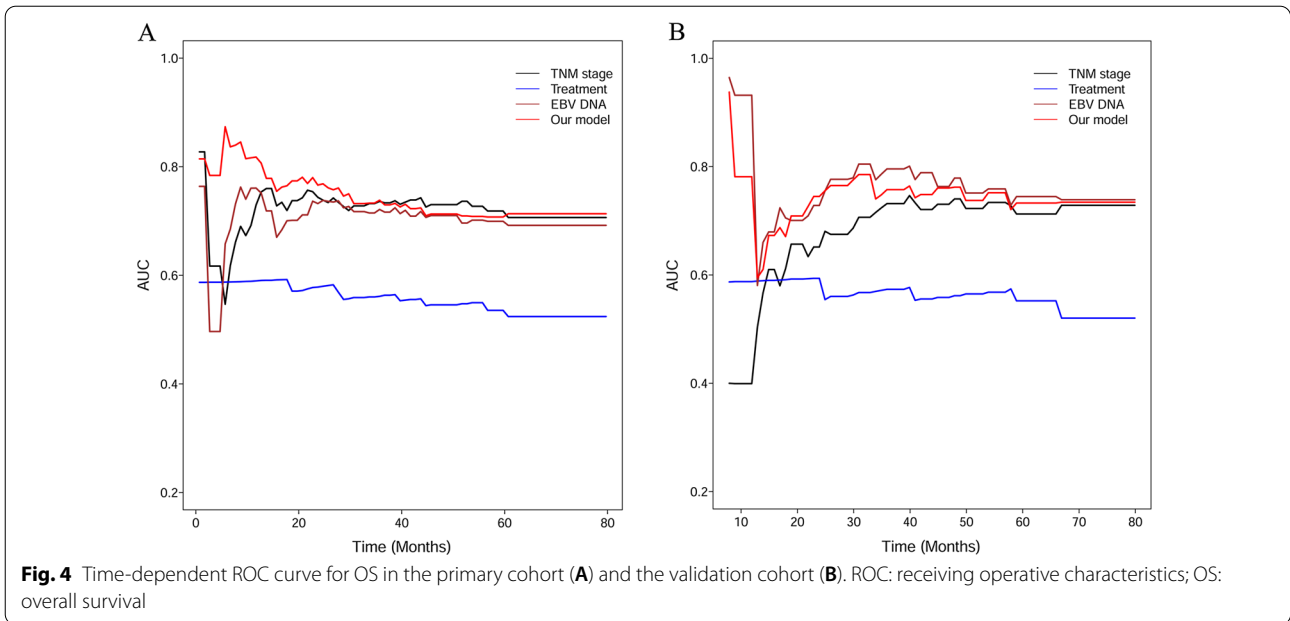 A
1.0
0.8
0.6
0.4
0.2
AUC
0
20
40
60
80
Time (Months)
TNM stage
Treatment
EBV DNA
Our model
B
1.0
0.8
0.6
0.4
0.2
AUC
10
20
30
40
50
60
70
80
Time (Months)
TNM stage
Treatment
EBV DNA
Our model
Fig. 4 Time-dependent ROC curve for OS in the primary cohort (A) and the validation cohort (B). ROC: receiving operative characteristics; OS:
overall survival